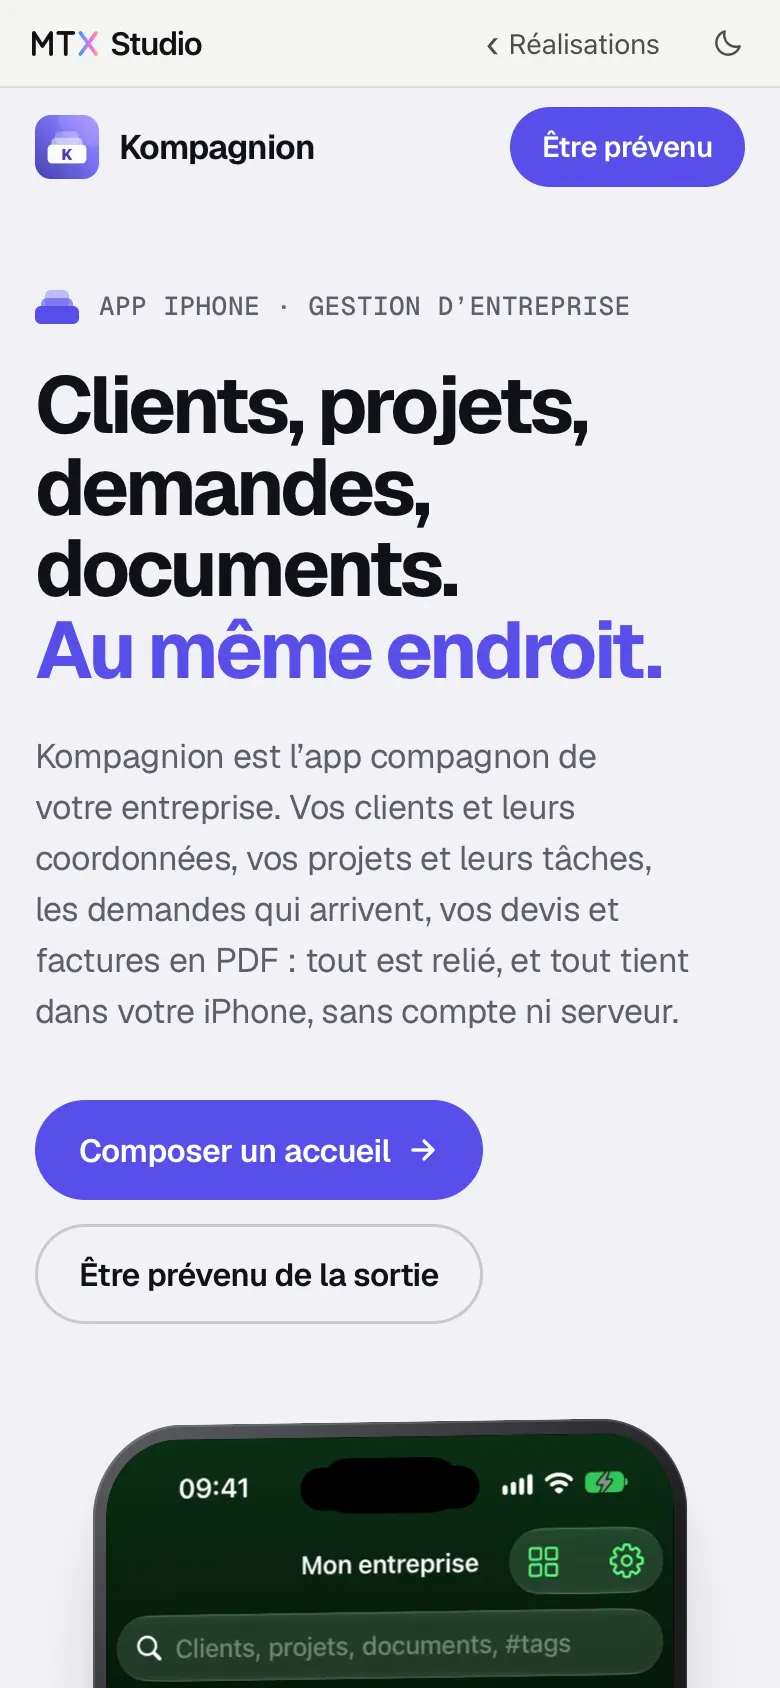 MTX Studio
‹ Réalisations
K
Kompagnion
Être prévenu
APP IPHONE · GESTION D’ENTREPRISE
Clients, projets,
demandes,
documents.
Au même endroit.
Kompagnion est l’app compagnon de
votre entreprise. Vos clients et leurs
coordonnées, vos projets et leurs tâches,
les demandes qui arrivent, vos devis et
factures en PDF : tout est relié, et tout tient
dans votre iPhone, sans compte ni serveur.
Composer un accueil →
Être prévenu de la sortie
09:41
Mon entreprise
Clients, projets, documents, #tags